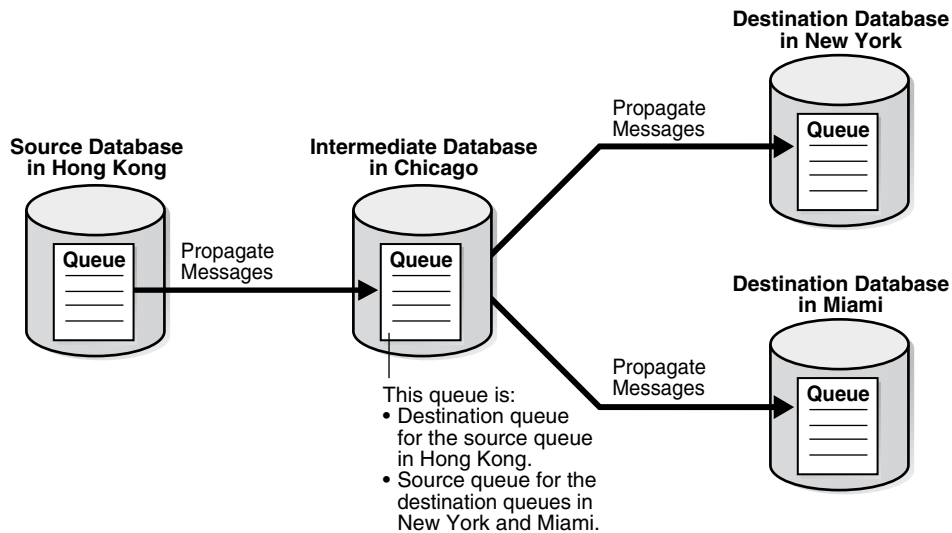 Source Database
in Hong Kong
Queue
Propagate
Messages
Intermediate Database
in Chicago
Queue
This queue is:
• Destination queue
for the source queue
in Hong Kong.
• Source queue for the
destination queues in
New York and Miami.
Propagate
Messages
Destination Database
in New York
Queue
Propagate
Messages
Destination Database
in Miami
Queue